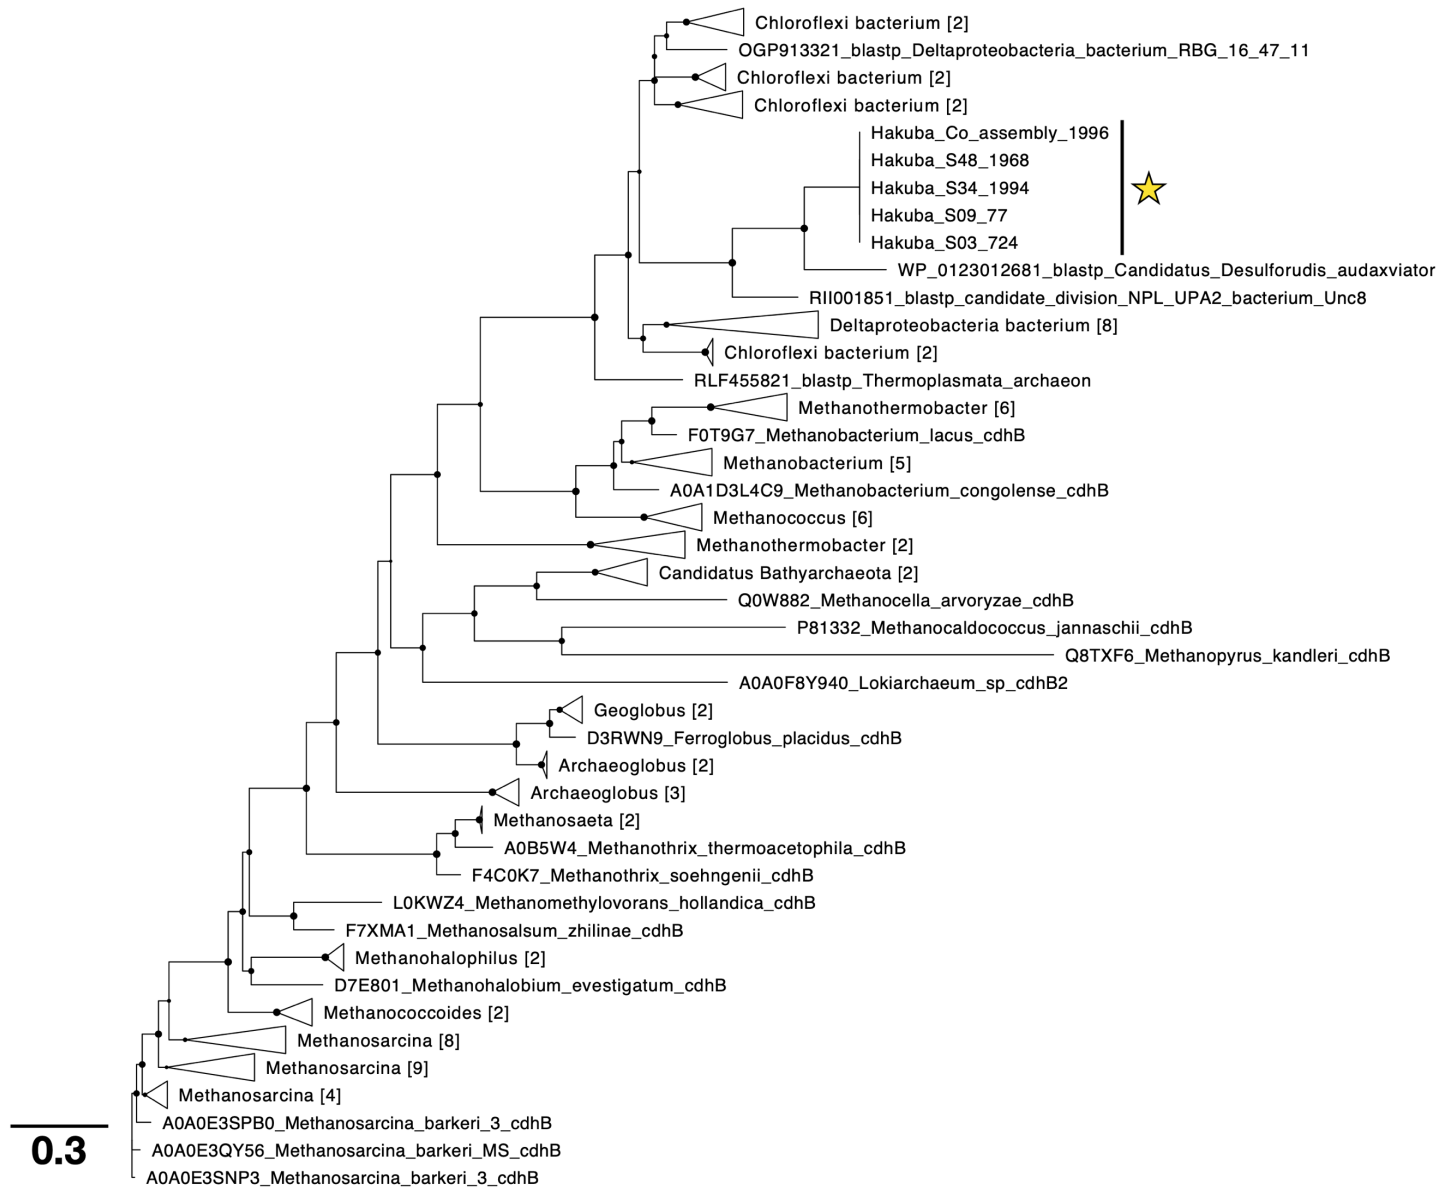 Chloroflexi bacterium [2]
OGP913321_blastp_Deltaproteobacteria_bacterium_RBG_16_47_11
Chloroflexi bacterium [2]
Chloroflexi bacterium [2]
Hakuba_Co_assembly_1996
Hakuba_S48_1968
Hakuba_S34_1994
Hakuba_S09_77
Hakuba_S03_724
WP_0123012681_blastp_Candidatus_Desulforudis_audaxviator
RII001851_blastp_candidate_division_NPL_UPA2_bacterium_Unc8
Deltaproteobacteria bacterium [8]
Chloroflexi bacterium [2]
RLF455821_blastp_Thermoplasmata_archaeon
Methanothermobacter [6]
F0T9G7_Methanobacterium_lacus_cdhB
Methanobacterium [5]
A0A1D3L4C9_Methanobacterium_congolense_cdhB
Methanococcus [6]
Methanothermobacter [2]
Candidatus Bathyarchaeota [2]
Q0W882_Methanocella_arvoryzae_cdhB
P81332_Methanocaldococcus_jannaschii_cdhB
Q8TXF6_Methanopyrus_kandleri_cdhB
A0A0F8Y940_Lokiarchaeum_sp_cdhB2
Geoglobus [2]
D3RWN9_Ferroglobus_placidus_cdhB
Archaeoglobus [2]
Archaeoglobus [3]
Methanosaeta [2]
A0B5W4_Methanothrix_thermoacetophila_cdhB
F4C0K7_Methanothrix_soehngenii_cdhB
L0KWZ4_Methanomethylovorans_hollandica_cdhB
F7XMA1_Methanosalsum_zhilinae_cdhB
Methanohalophilus [2]
D7E801_Methanohalobium_evestigatum_cdhB
Methanococcoides [2]
Methanosarcina [8]
Methanosarcina [9]
Methanosarcina [4]
A0A0E3SPB0_Methanosarcina_barkeri_3_cdhB
A0A0E3QY56_Methanosarcina_barkeri_MS_cdhB
A0A0E3SNP3_Methanosarcina_barkeri_3_cdhB
0.3